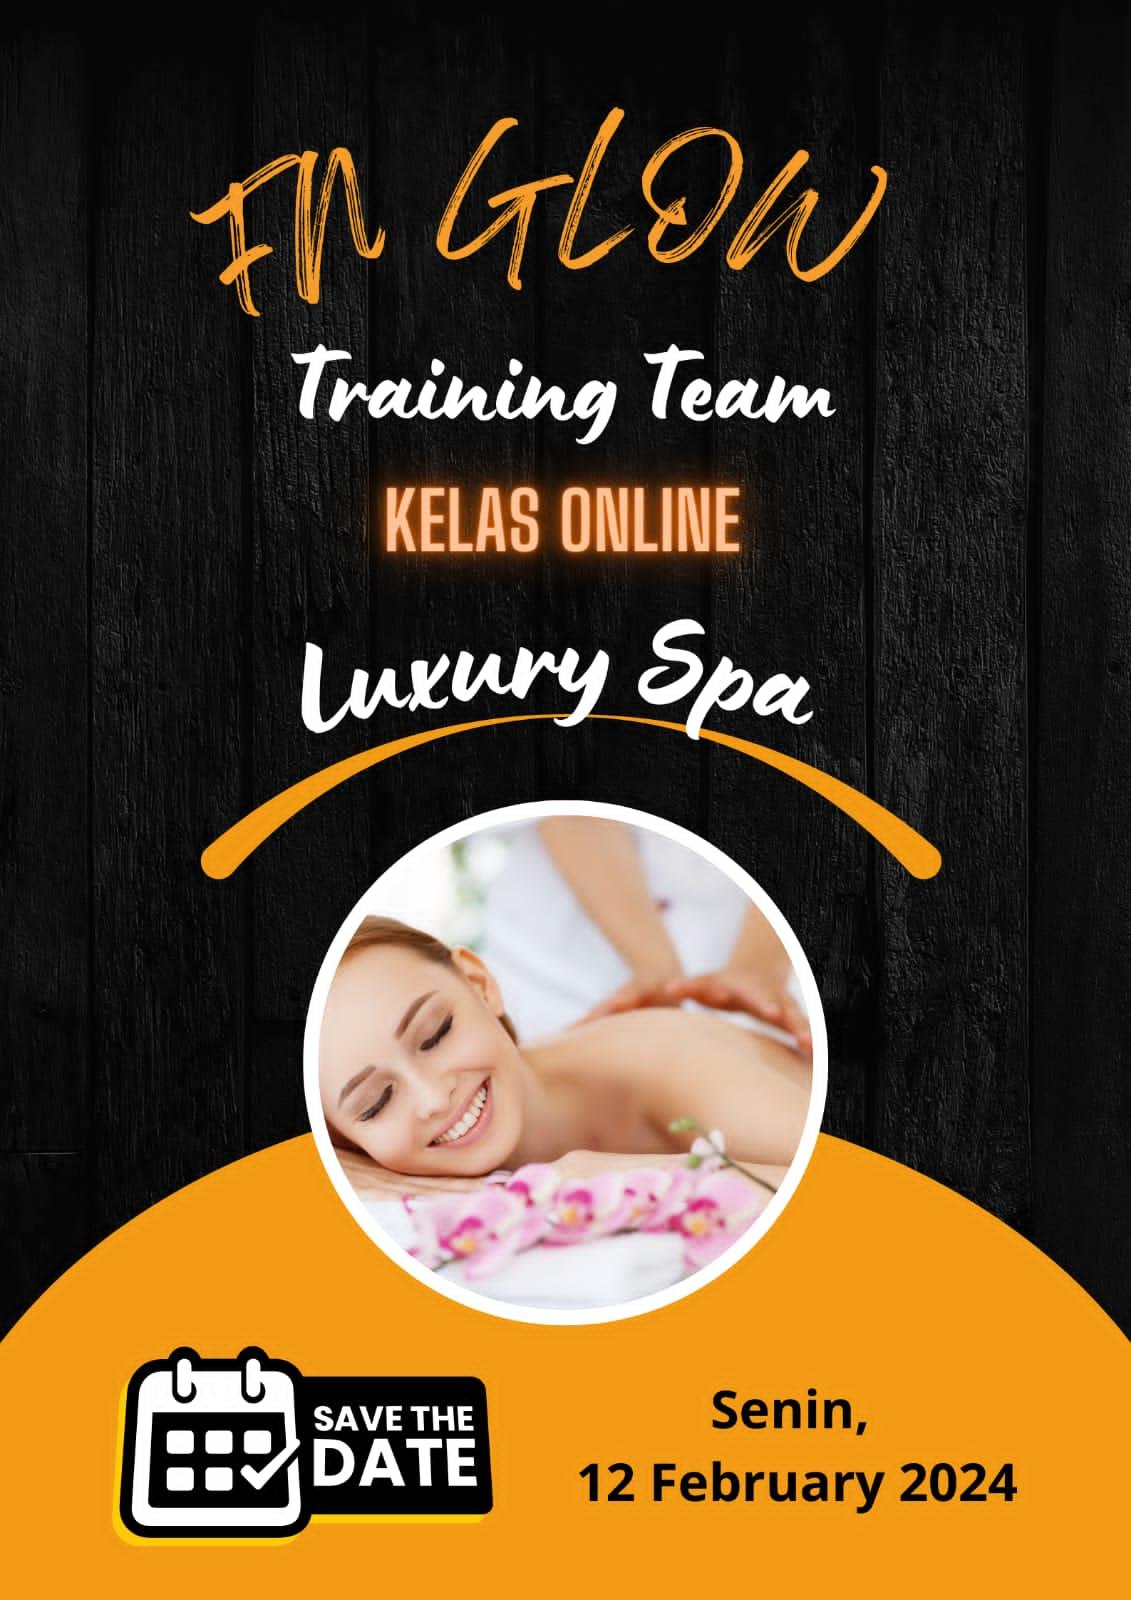 FN GLOW
Training Team
KELAS ONLINE
Luxury Spa
SAVE THE
DATE
Senin,
12 February 2024